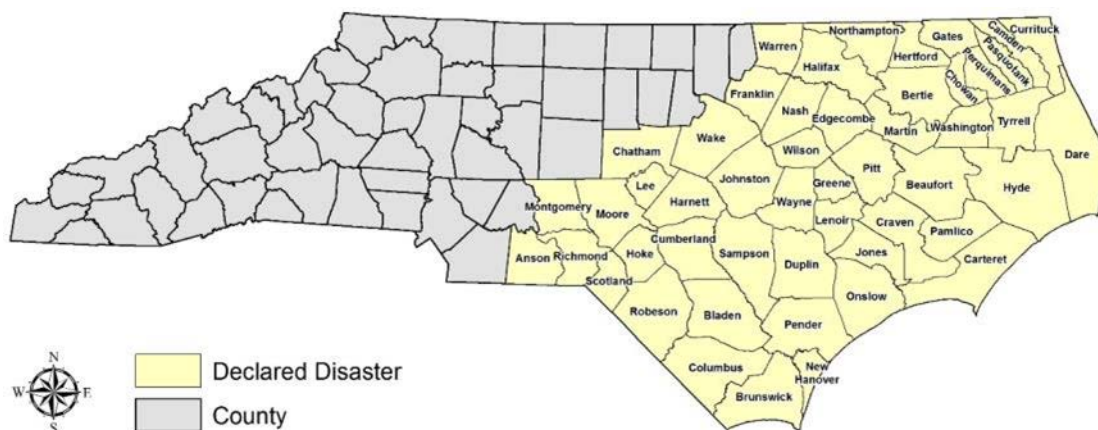 Northampton
Gates
Camden
Currituck
Warren
Hertford
Pasquotank
Halifax
Perquimans
Franklin
Chowan
Bertie
Nash
Edgecombe
Martin
Washington
Tyrrell
Wake
Chatham
Wilson
Dare
Pitt
Johnston
Lee
Greene
Beaufort
Hyde
Montgomery
Moore
Harnett
Wayne
Lenoir
Craven
Pamlico
Cumberland
Anson
Richmond
Hoke
Sampson
Duplin
Jones
Carteret
Scotland
Onslow
Robeson
Bladen
Pender
Columbus
New
Hanover
Brunswick
N
W
E
S
Declared Disaster
County